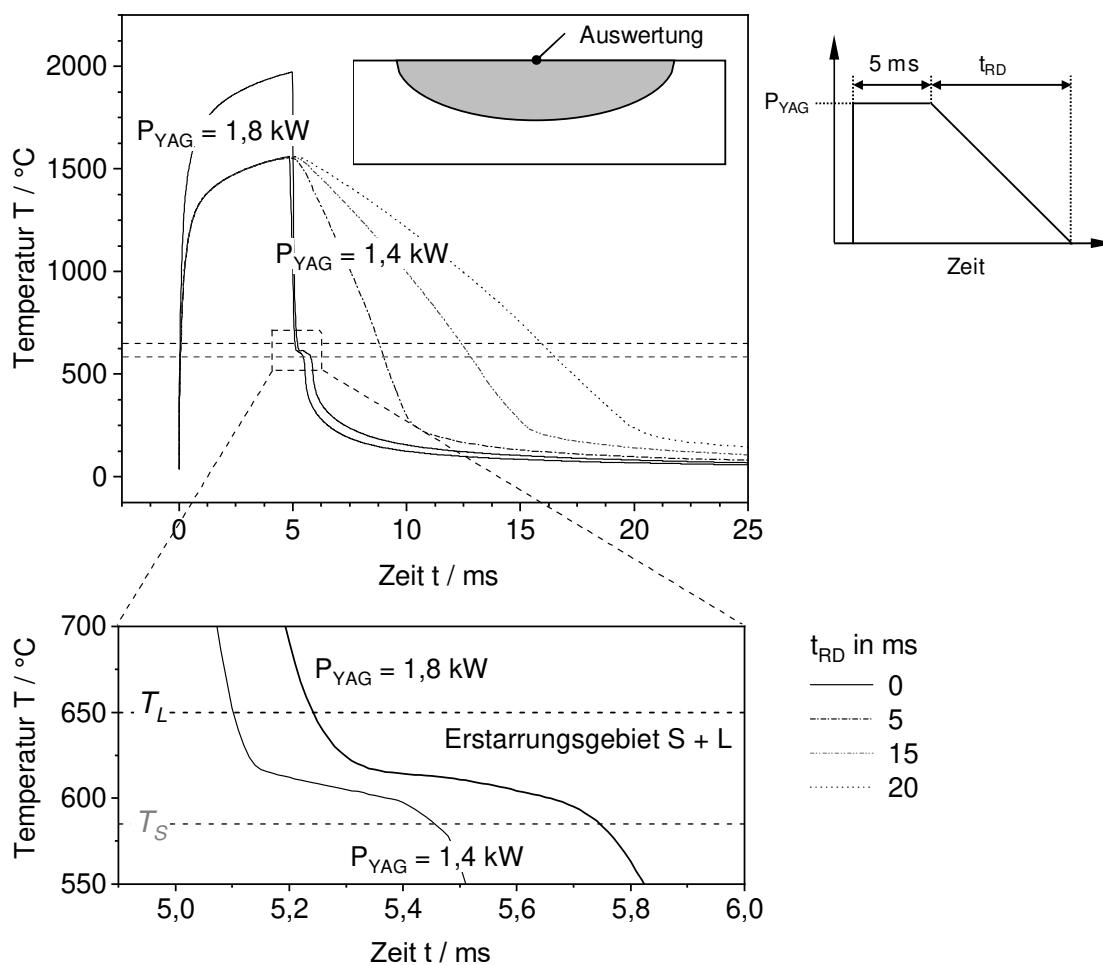 Auswertung
2000
1500
1000
500
0
Temperatur T / °C
P_YAG = 1,8 kW
P_YAG = 1,4 kW
0 5 10 15 20 25
Zeit t / ms
5 ms t_RD
P_YAG
Zeit
700
650
600
550
Temperatur T / °C
P_YAG = 1,8 kW
T_L
Erstarrungsgebiet S + L
T_S
P_YAG = 1,4 kW
5,0 5,2 5,4 5,6 5,8 6,0
Zeit t / ms
t_RD in ms
0
5
15
20